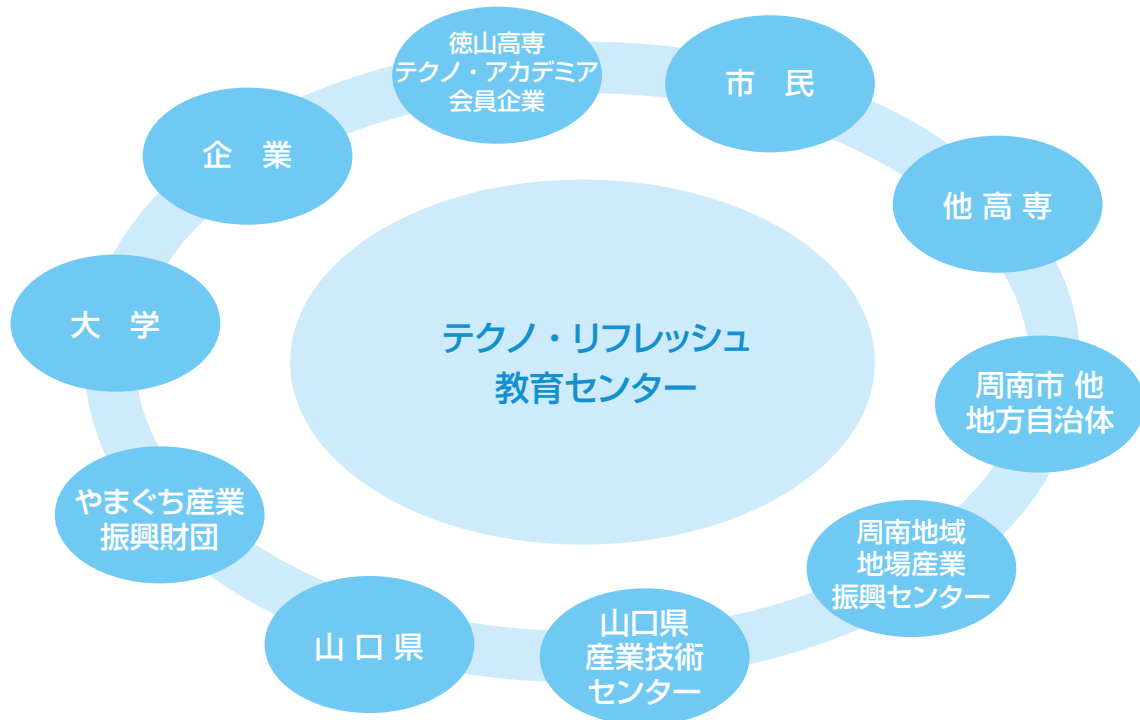 徳山高専
テクノ・アカデミア
会員企業
市 民
企 業
他 高 専
大 学
テクノ・リフレッシュ
教育センター
周南市 他
地方自治体
やまぐち産業
振興財団
周南地域
地場産業
振興センター
山 口 県
山口県
産業技術
センター